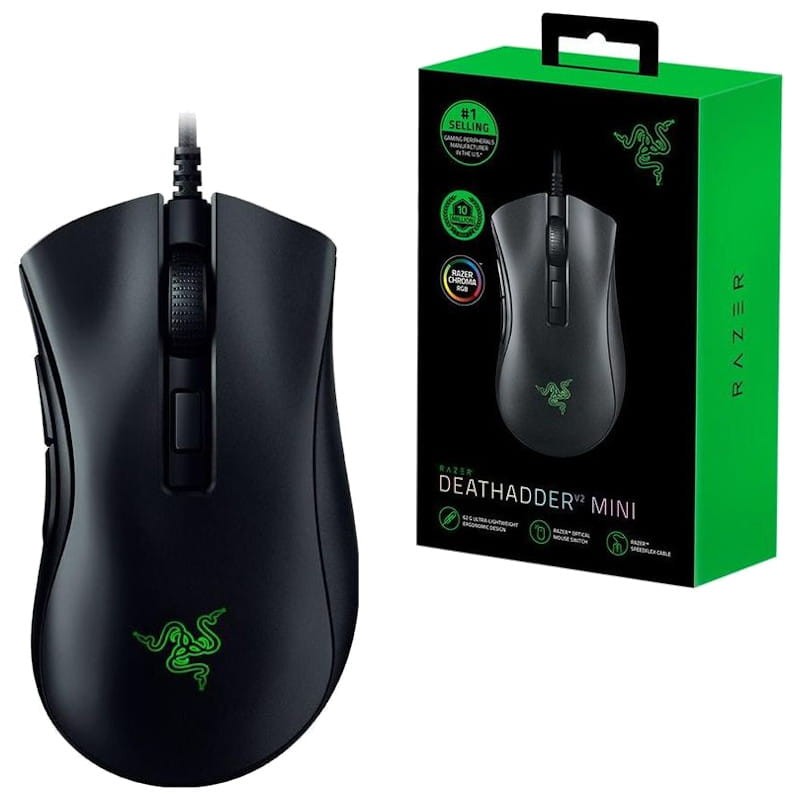 #1
SELLING
GAMING PERIPHERALS
MANUFACTURER
IN THE U.S.*
10
MILLION+
RAZER
CHROMA
RGB
RAZER
RAZER™
DEATHADDER V2 MINI
62 G ULTRA-LIGHTWEIGHT
ERGONOMIC DESIGN
RAZER™ OPTICAL
MOUSE SWITCH
RAZER™
SPEEDFLEX CABLE